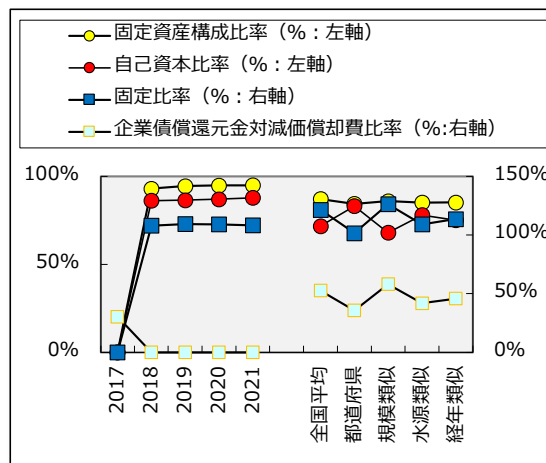 固定資産構成比率（%：左軸）
自己資本比率（%：左軸）
固定比率（%：右軸）
企業債償還元金対減価償却費比率（%:右軸）
100%
50%
0%
150%
100%
50%
0%
2017
2018
2019
2020
2021
全国平均
都道府県
規模類似
水源類似
経年類似